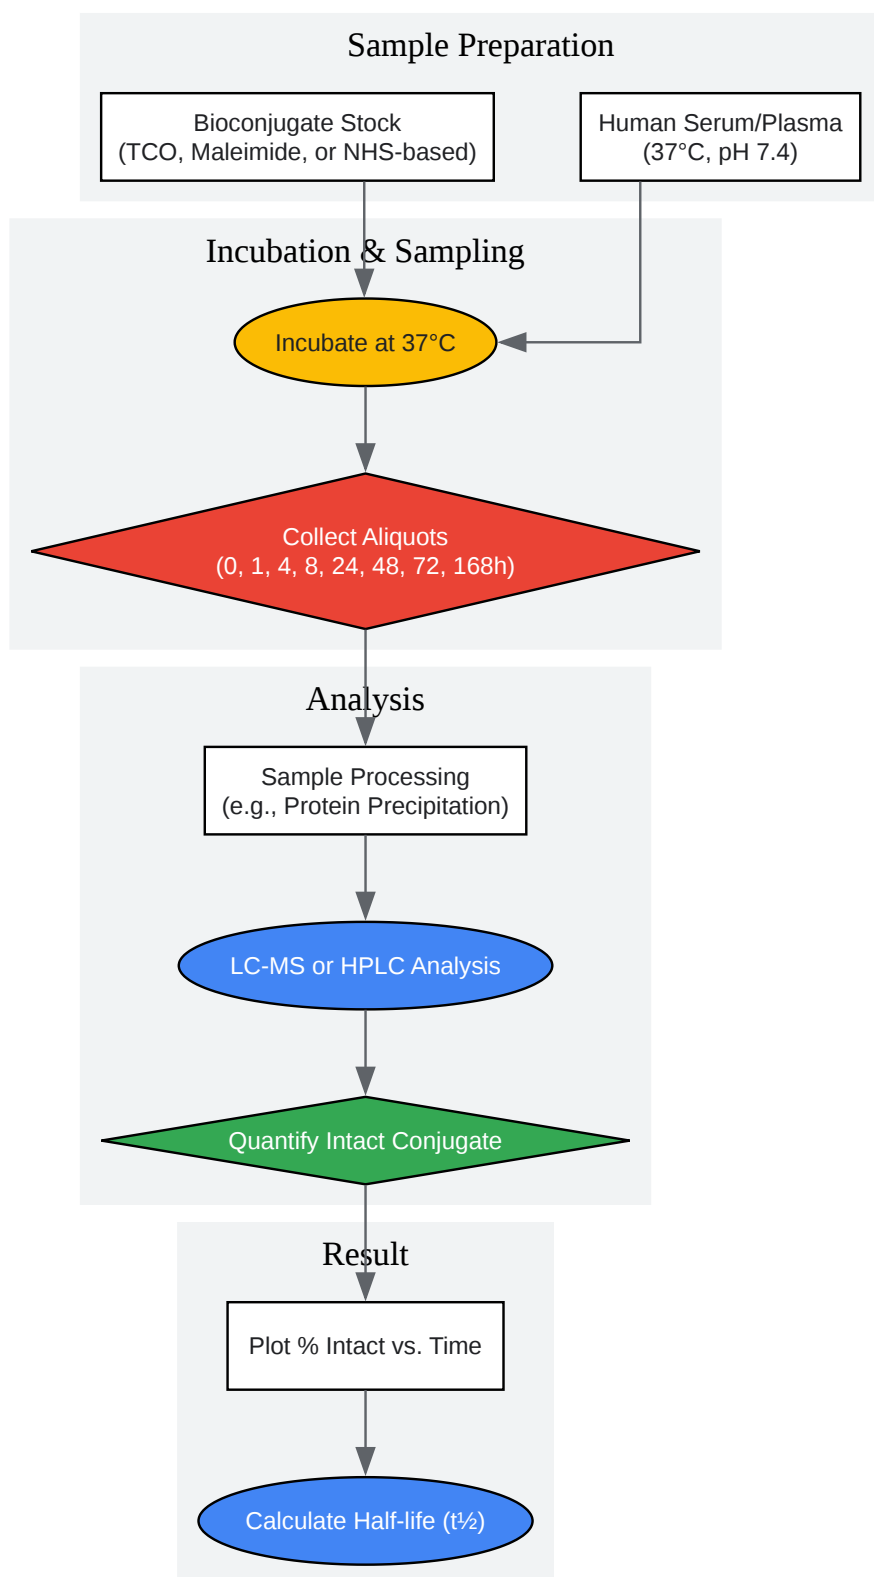 Sample Preparation
Bioconjugate Stock
(TCO, Maleimide, or NHS-based)
Human Serum/Plasma
(37°C, pH 7.4)
Incubation & Sampling
Incubate at 37°C
Collect Aliquots
(0, 1, 4, 8, 24, 48, 72, 168h)
Analysis
Sample Processing
(e.g., Protein Precipitation)
LC-MS or HPLC Analysis
Quantify Intact Conjugate
Result
Plot % Intact vs. Time
Calculate Half-life (t½)